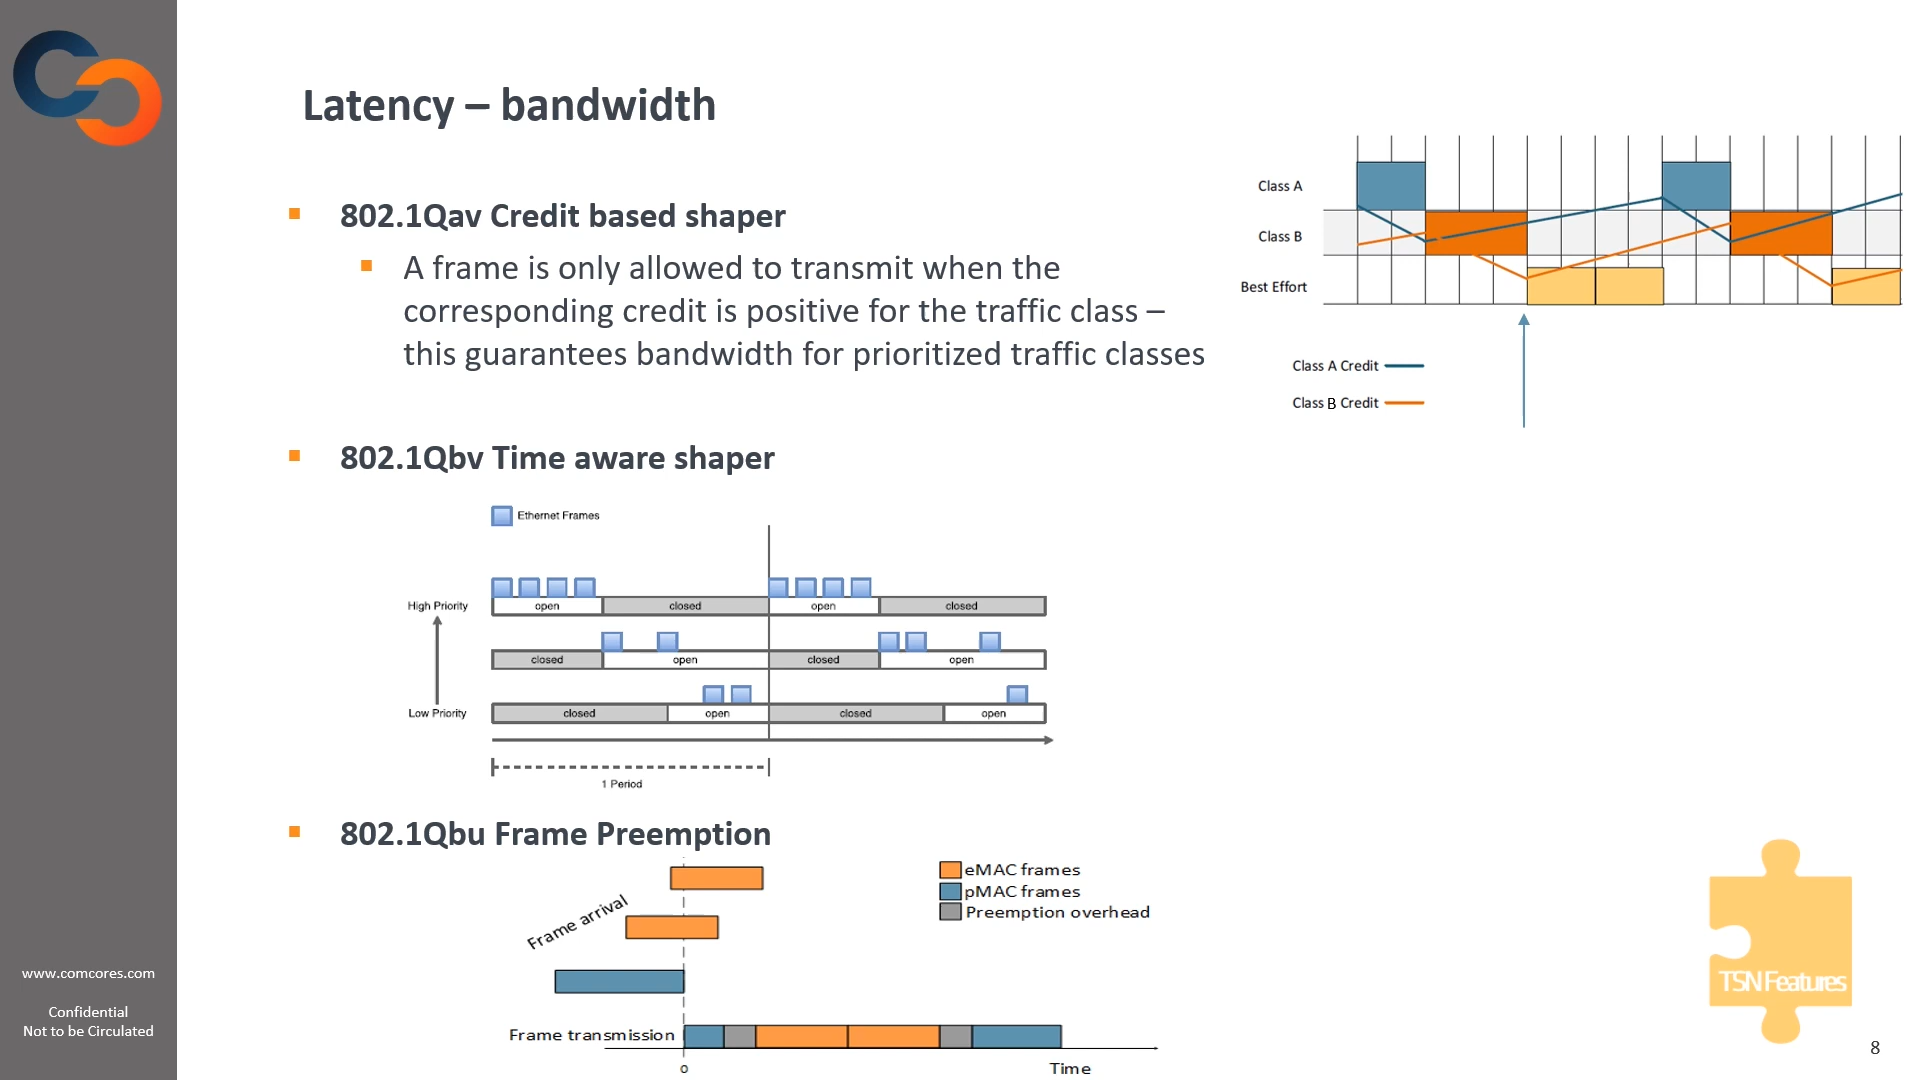 Latency – bandwidth
802.1Qav Credit based shaper
A frame is only allowed to transmit when the
corresponding credit is positive for the traffic class –
this guarantees bandwidth for prioritized traffic classes
Class A
Class B
Best Effort
Class A Credit
Class B Credit
802.1Qbv Time aware shaper
Ethernet Frames
High Priority
open
closed
open
closed
closed
open
closed
open
Low Priority
closed
open
closed
open
1 Period
802.1Qbu Frame Preemption
Frame arrival
eMAC frames
pMAC frames
Preemption overhead
Frame transmission
0
Time
TSN Features
www.comcores.com
Confidential
Not to be Circulated
8